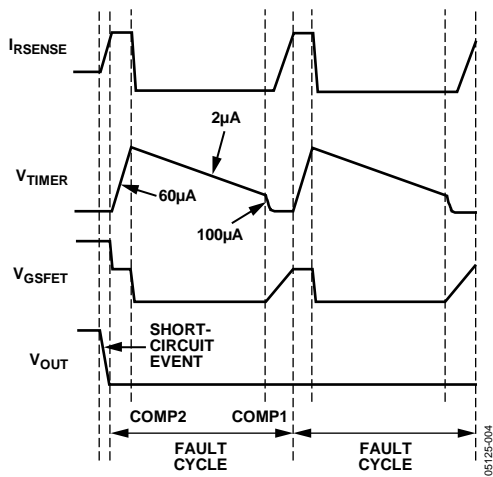 IRSENSE
2µA
VTIMER
60µA
100µA
VGSFET
SHORT-
CIRCUIT
EVENT
VOUT
COMP2 COMP1
FAULT
CYCLE
FAULT
CYCLE
05125-004